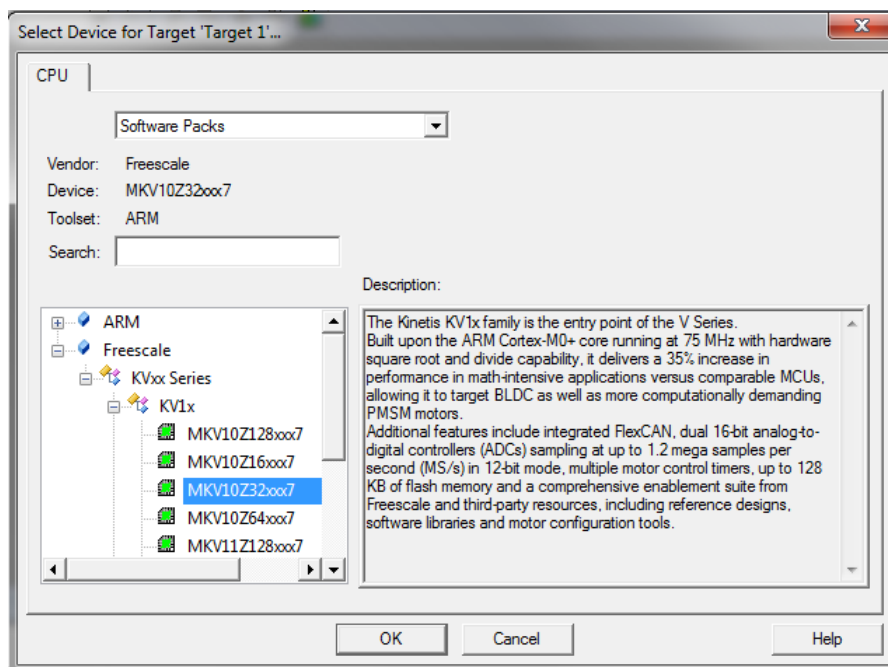 Select Device for Target 'Target 1'...
CPU
Software Packs
Vendor: Freescale
Device: MKV10Z32xxx7
Toolset: ARM
Search:
Description:
ARM
Freescale
KVxx Series
KV1x
MKV10Z128xxx7
MKV10Z16xxx7
MKV10Z32xxx7
MKV10Z64xxx7
MKV11Z128xxx7
The Kinetis KV1x family is the entry point of the V Series.
Built upon the ARM Cortex-M0+ core running at 75 MHz with hardware
square root and divide capability, it delivers a 35% increase in
performance in math-intensive applications versus comparable MCUs,
allowing it to target BLDC as well as more computationally demanding
PMSM motors.
Additional features include integrated FlexCAN, dual 16-bit analog-to-
digital controllers (ADCs) sampling at up to 1.2 mega samples per
second (MS/s) in 12-bit mode, multiple motor control timers, up to 128
KB of flash memory and a comprehensive enablement suite from
Freescale and third-party resources, including reference designs,
software libraries and motor configuration tools.
OK
Cancel
Help